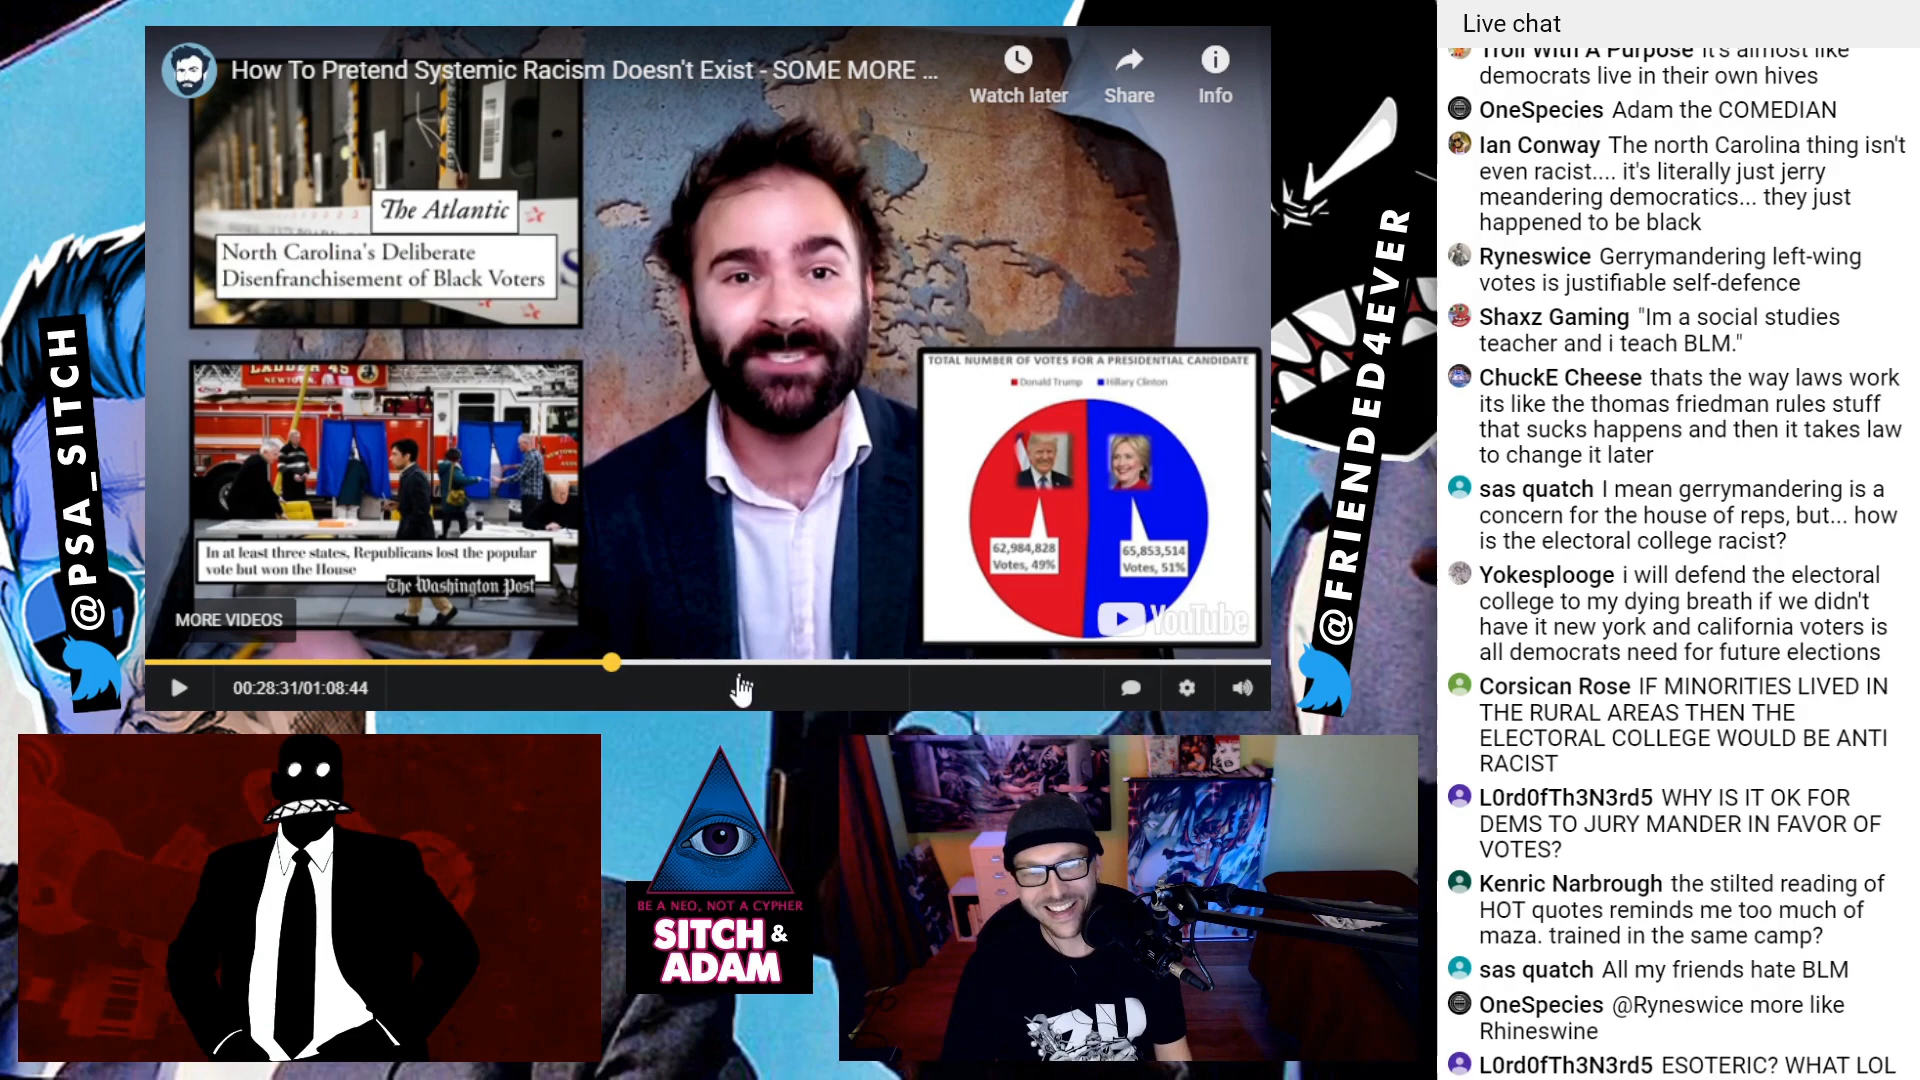 How To Pretend Systemic Racism Doesn't Exist - SOME MORE ...
Watch later
Share
Info
The Atlantic
North Carolina's Deliberate
Disenfranchisement of Black Voters
LADDER 45
NEWTOWN,
In at least three states, Republicans lost the popular
vote but won the House
The Washington Post
MORE VIDEOS
TOTAL NUMBER OF VOTES FOR A PRESIDENTIAL CANDIDATE
Donald Trump
Hillary Clinton
62,984,828
Votes, 49%
65,853,514
Votes, 51%
YouTube
00:28:31/01:08:44
@PSA_SITCH
@FRIENDED4EVER
BE A NEO, NOT A CYPHER
SITCH &
ADAM
Live chat
Troll With A Purpose It's almost like
democrats live in their own hives
OneSpecies Adam the COMEDIAN
Ian Conway The north Carolina thing isn't
even racist.... it's literally just jerry
meandering democratics... they just
happened to be black
Ryneswice Gerrymandering left-wing
votes is justifiable self-defence
Shaxz Gaming "Im a social studies
teacher and i teach BLM."
ChuckE Cheese thats the way laws work
its like the thomas friedman rules stuff
that sucks happens and then it takes law
to change it later
sas quatch I mean gerrymandering is a
concern for the house of reps, but... how
is the electoral college racist?
Yokesplooge i will defend the electoral
college to my dying breath if we didn't
have it new york and california voters is
all democrats need for future elections
Corsican Rose IF MINORITIES LIVED IN
THE RURAL AREAS THEN THE
ELECTORAL COLLEGE WOULD BE ANTI
RACIST
L0rd0fTh3N3rd5 WHY IS IT OK FOR
DEMS TO JURY MANDER IN FAVOR OF
VOTES?
Kenric Narbrough the stilted reading of
HOT quotes reminds me too much of
maza. trained in the same camp?
sas quatch All my friends hate BLM
OneSpecies @Ryneswice more like
Rhineswine
L0rd0fTh3N3rd5 ESOTERIC? WHAT LOL